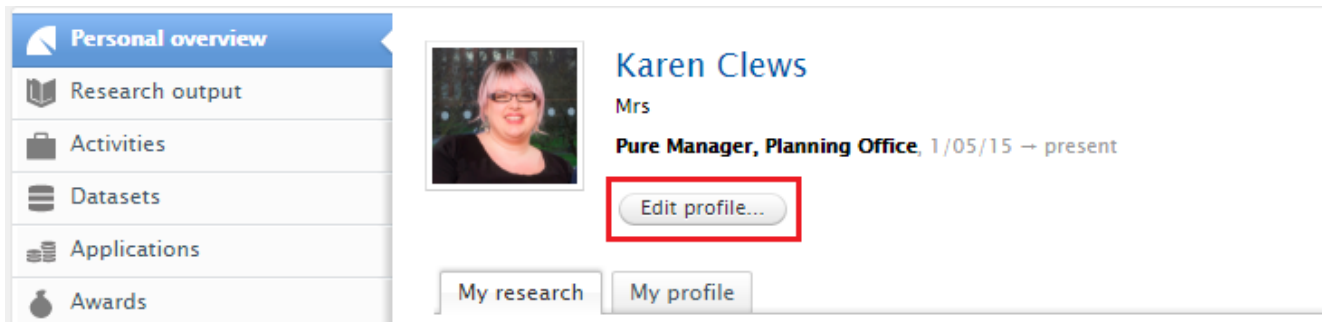 Personal overview
Research output
Activities
Datasets
Applications
Awards
Karen Clews
Mrs
Pure Manager, Planning Office, 1/05/15 → present
Edit profile...
My research
My profile